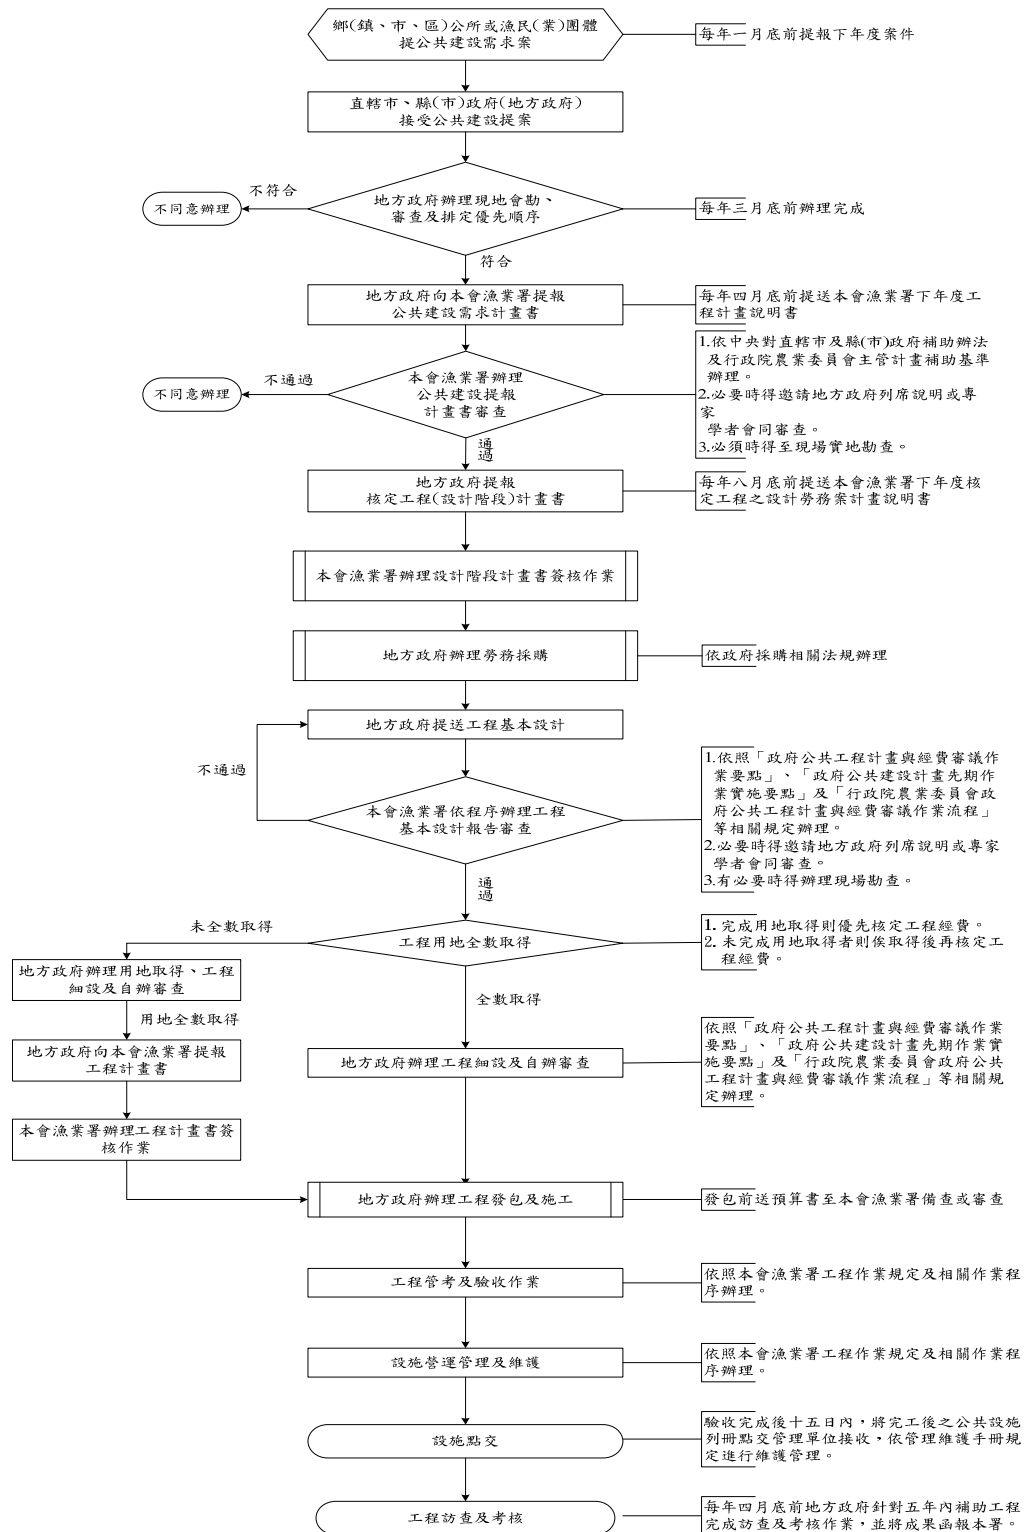 鄉(鎮、市、區)公所或漁民(業)團體
提公共建設需求案
每年一月底前提報下年度案件
直轄市、縣(市)政府(地方政府)
接受公共建設提案
不符合
不同意辦理
地方政府辦理現地會勘、
審查及排定優先順序
每年三月底前辦理完成
符合
地方政府向本會漁業署提報
公共建設需求計畫書
每年四月底前提送本會漁業署下年度工
程計畫說明書
不通過
不同意辦理
本會漁業署辦理
公共建設提報
計畫書審查
1.依中央對直轄市及縣(市)政府補助辦法
及行政院農業委員會主管計畫補助基準
辦理。
2.必要時得邀請地方政府列席說明或專
家
學者會同審查。
3.必須時得至現場實地勘查。
通
過
地方政府提報
核定工程(設計階段)計畫書
每年八月底前提送本會漁業署下年度核
定工程之設計勞務案計畫說明書
本會漁業署辦理設計階段計畫書簽核作業
地方政府辦理勞務採購
依政府採購相關法規辦理
地方政府提送工程基本設計
不通過
本會漁業署依程序辦理工程
基本設計報告審查
1.依照「政府公共工程計畫與經費審議作
業要點」、「政府公共建設計畫先期作
業實施要點」及「行政院農業委員會政
府公共工程計畫與經費審議作業流程」
等相關規定辦理。
2.必要時得邀請地方政府列席說明或專家
學者會同審查。
3.有必要時得辦理現場勘查。
通
過
未全數取得
工程用地全數取得
1. 完成用地取得則優先核定工程經費。
2. 未完成用地取得者則俟取得後再核定工
程經費。
地方政府辦理用地取得、工程
細設及自辦審查
全數取得
用地全數取得
地方政府向本會漁業署提報
工程計畫書
地方政府辦理工程細設及自辦審查
依照「政府公共工程計畫與經費審議作業
要點」、「政府公共建設計畫先期作業實
施要點」及「行政院農業委員會政府公共
工程計畫與經費審議作業流程」等相關規
定辦理。
本會漁業署辦理工程計畫書簽
核作業
地方政府辦理工程發包及施工
發包前送預算書至本會漁業署備查或審查
工程管考及驗收作業
依照本會漁業署工程作業規定及相關作業程
序辦理。
設施營運管理及維護
依照本會漁業署工程作業規定及相關作業程
序辦理。
設施點交
驗收完成後十五日內，將完工後之公共設施
列冊點交管理單位接收，依管理維護手冊規
定進行維護管理。
工程訪查及考核
每年四月底前地方政府針對五年內補助工程
完成訪查及考核作業，並將成果函報本署。